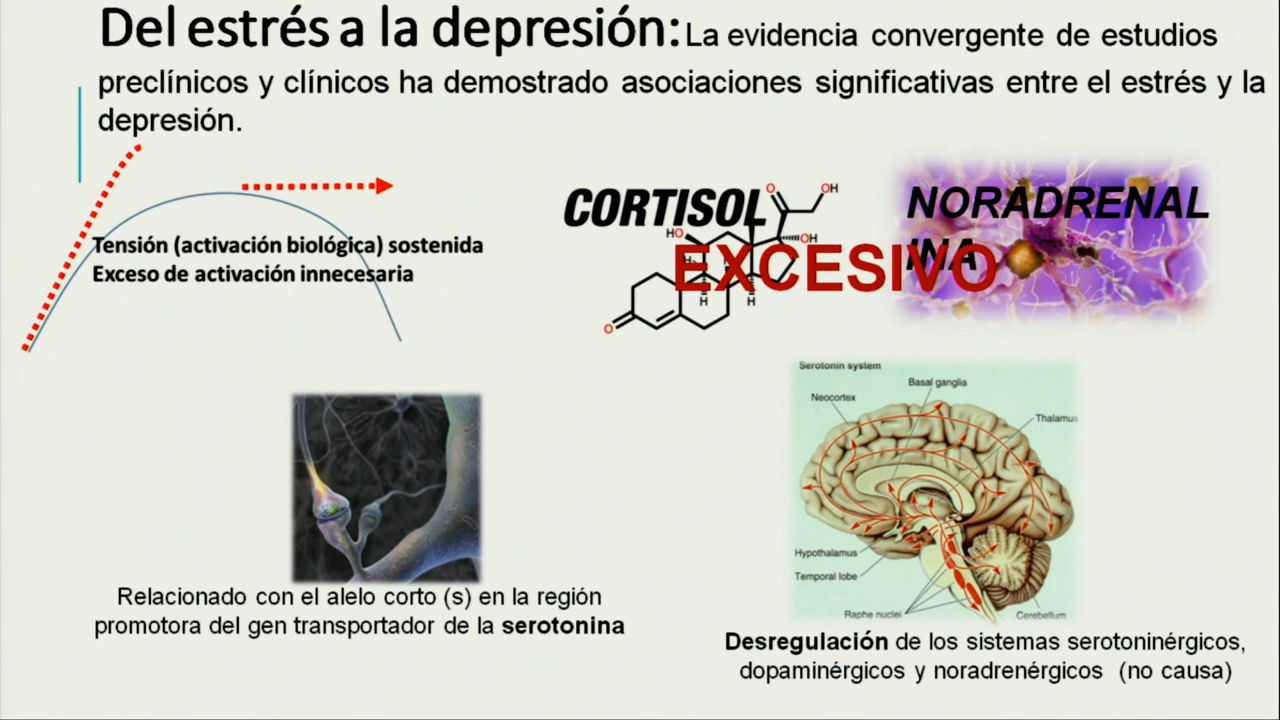 Del estrés a la depresión: La evidencia convergente de estudios
preclínicos y clínicos ha demostrado asociaciones significativas entre el estrés y la
depresión.
Tensión (activación biológica) sostenida
Exceso de activación innecesaria
CORTISOL
O
OH
HO
OH
H
H
H
O
NORADRENAL
INA
EXCESIVO
Serotonin system
Basal ganglia
Neocortex
Thalamus
Hypothalamus
Temporal lobe
Raphe nuclei
Cerebellum
Relacionado con el alelo corto (s) en la región
promotora del gen transportador de la serotonina
Desregulación de los sistemas serotoninérgicos,
dopaminérgicos y noradrenérgicos (no causa)